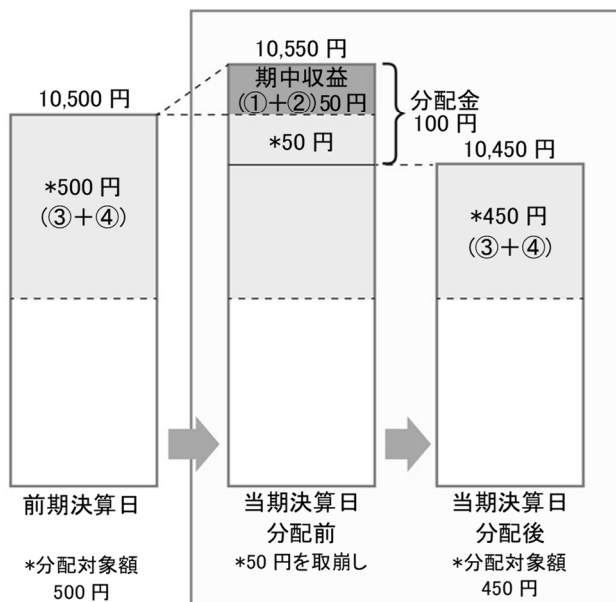 10,500 円
*500 円
(③+④)
前期決算日
*分配対象額
500 円
10,550 円
期中収益
(①+②)50 円
*50 円
分配金
100 円
当期決算日
分配前
*50 円を取崩し
10,450 円
*450 円
(③+④)
当期決算日
分配後
*分配対象額
450 円